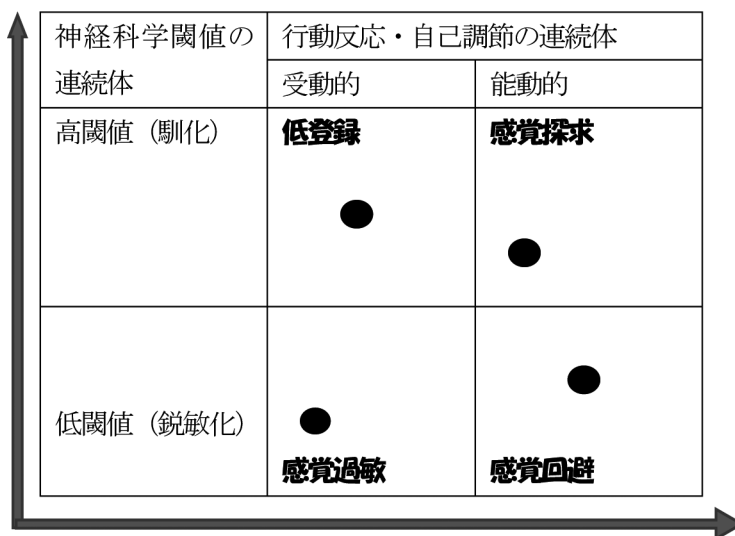 神経科学閾値の
連続体
行動反応・自己調節の連続体
受動的
能動的
高閾値（馴化）
低登録
感覚探求
低閾値（鋭敏化）
感覚過敏
感覚回避